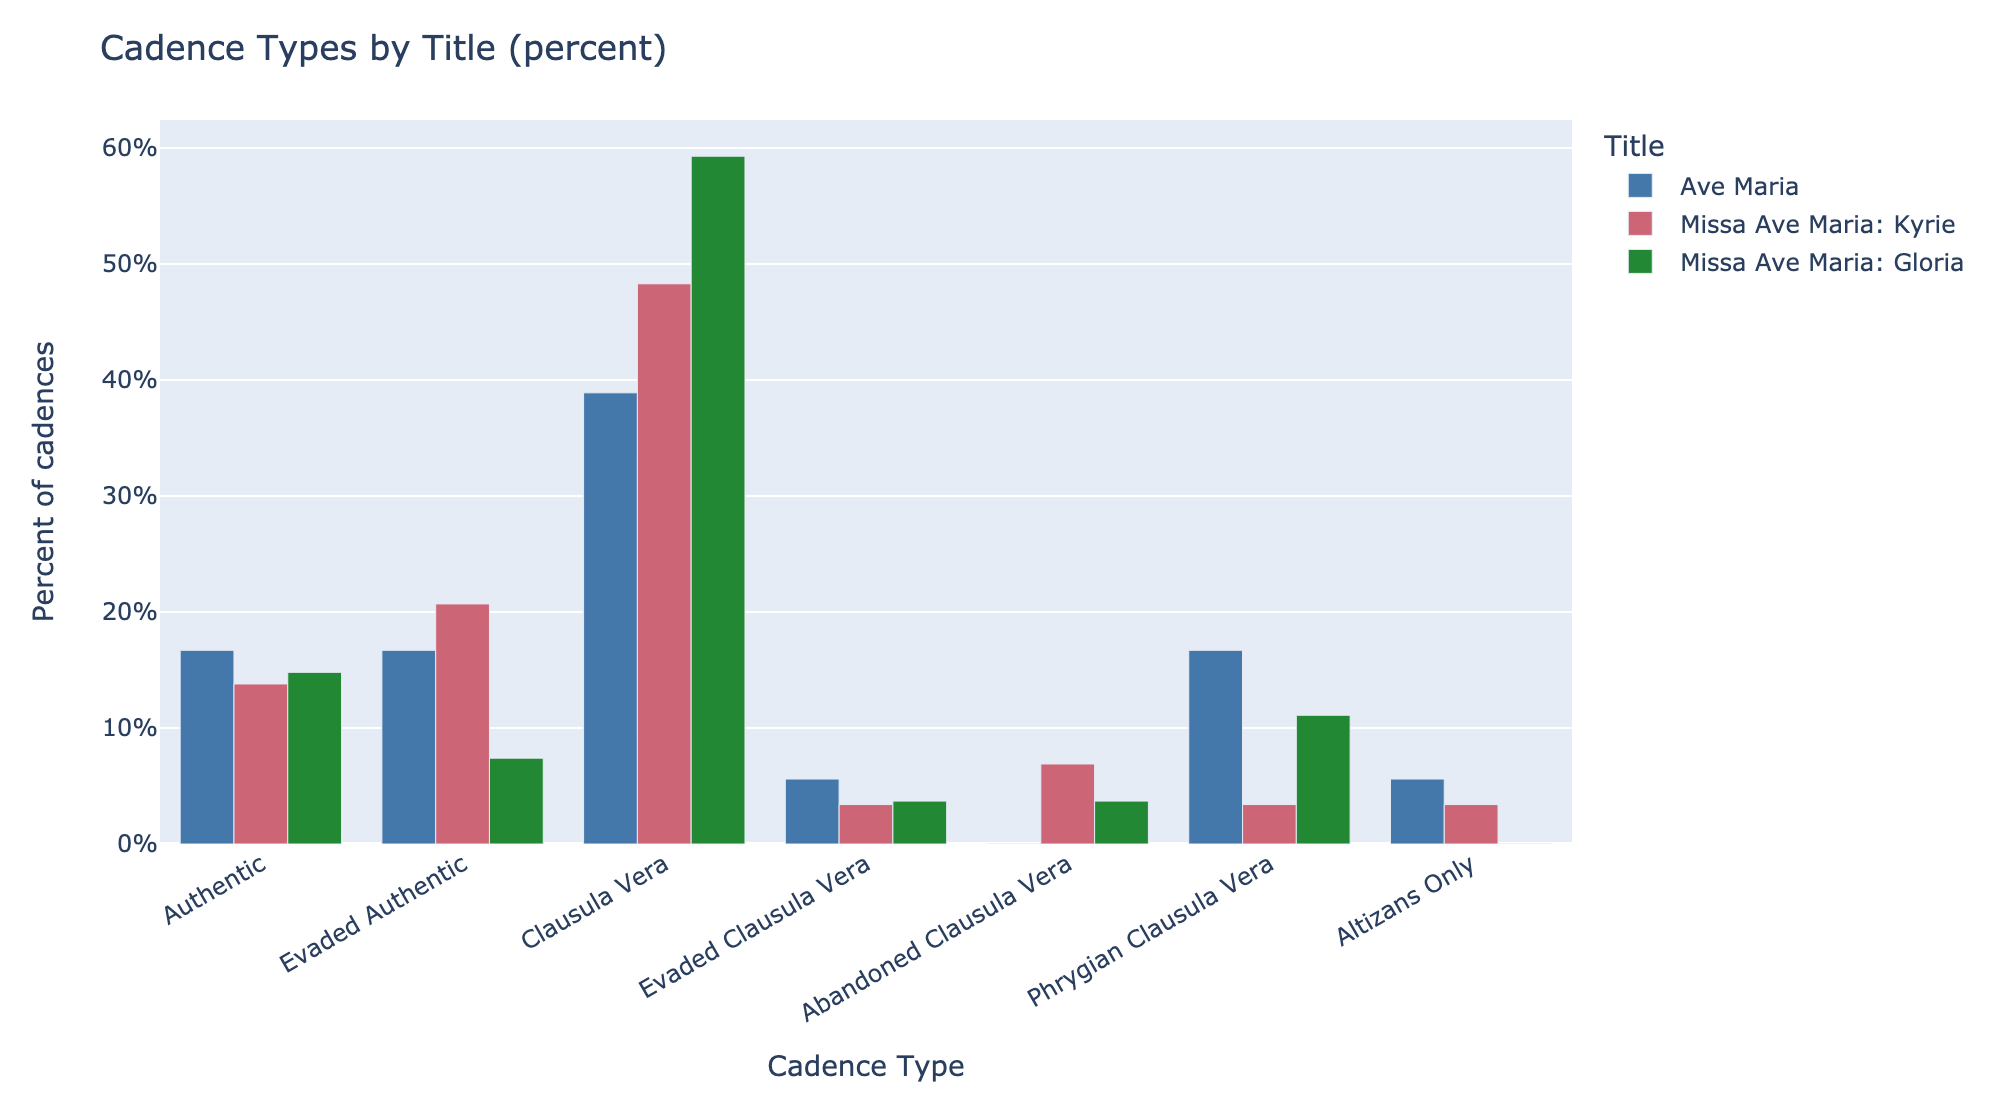 Cadence Types by Title (percent)
Title
Ave Maria
Missa Ave Maria: Kyrie
Missa Ave Maria: Gloria
Percent of cadences
60%
50%
40%
30%
20%
10%
0%
Authentic
Evaded Authentic
Clausula Vera
Evaded Clausula Vera
Abandoned Clausula Vera
Phrygian Clausula Vera
Altizans Only
Cadence Type